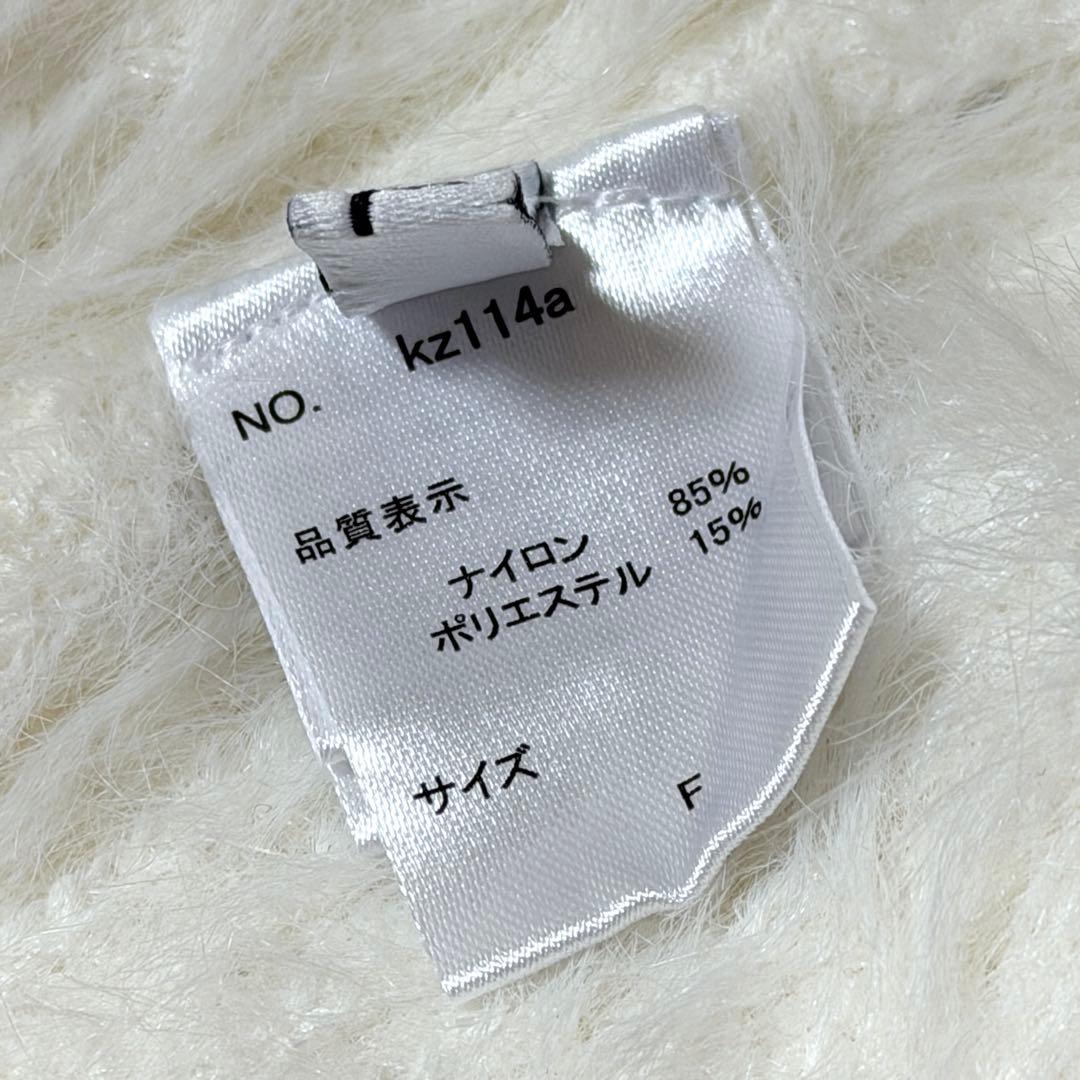 NO. kz114a
品質表示
ナイロン 85%
ポリエステル 15%
サイズ F